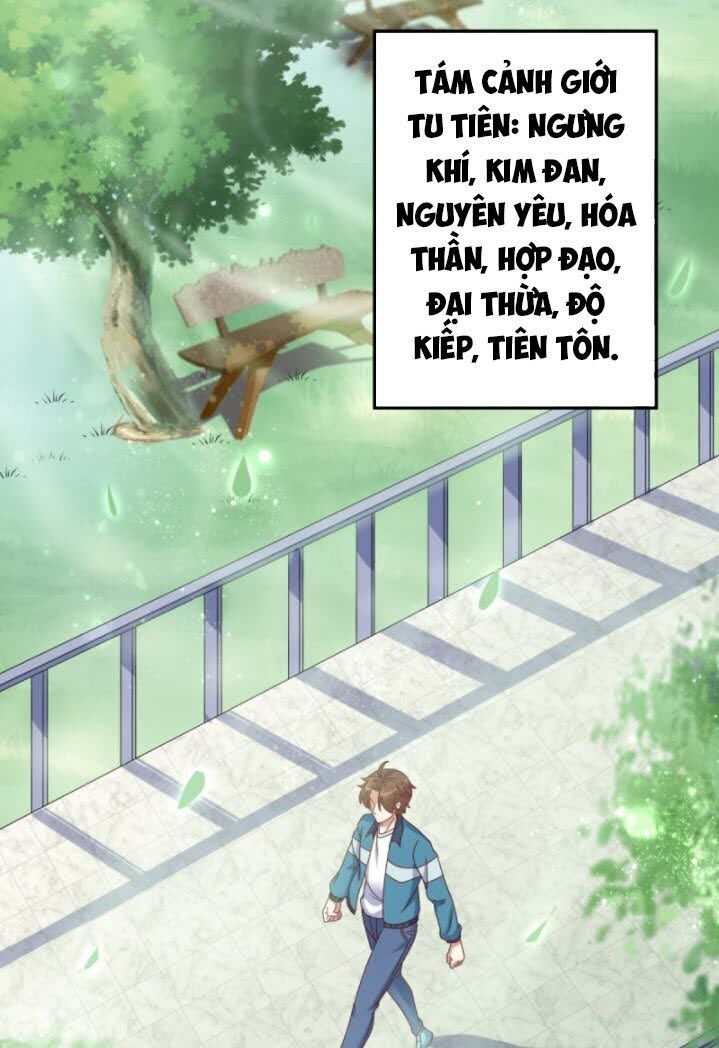 TÁM CẢNH GIỚI
TU TIÊN: NGƯNG
KHÍ, KIM ĐAN,
NGUYÊN YÊU, HÓA
THẦN, HỢP ĐẠO,
ĐẠI THỪA, ĐỘ
KIẾP, TIÊN TÔN.